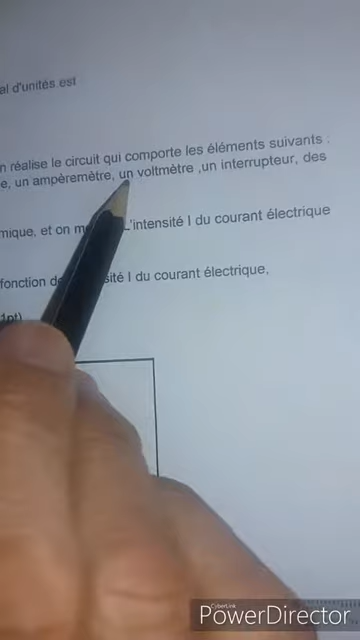 al d'unités est
n réalise le circuit qui comporte les éléments suivants :
e, un ampèremètre, un voltmètre ,un interrupteur, des
mique, et on L'intensité I du courant électrique
fonction I du courant électrique,
1pt)
CyberLink
PowerDirector